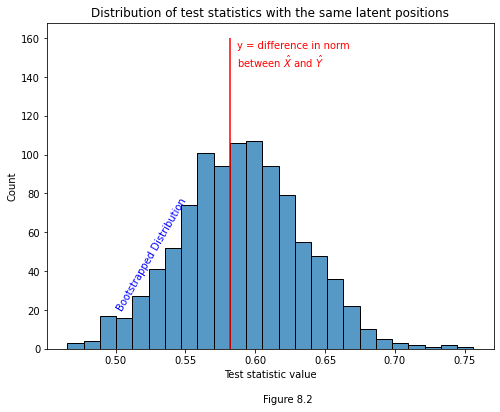 Distribution of test statistics with the same latent positions
160
140
120
100
80
60
40
20
0
Count
y = difference in norm
between X̂ and Ŷ
Bootstrapped Distribution
0.50 0.55 0.60 0.65 0.70 0.75
Test statistic value
Figure 8.2